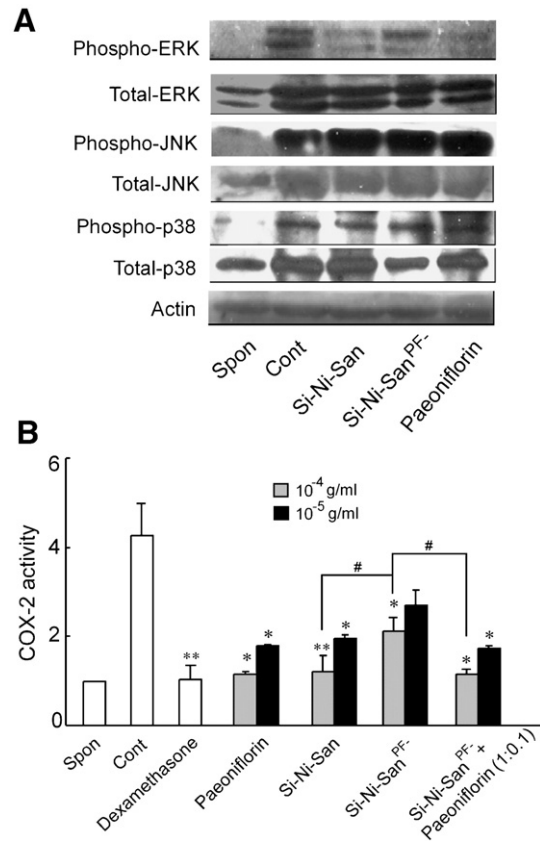 A
Phospho-ERK
Total-ERK
Phospho-JNK
Total-JNK
Phospho-p38
Total-p38
Actin
Spon
Cont
Si-Ni-San
Si-Ni-San^PF-
Paeoniflorin
B
COX-2 activity
6
4
2
0
10^-4 g/ml
10^-5 g/ml
#
#
**
*
*
**
*
*
*
*
Spon
Cont
Dexamethasone
Paeoniflorin
Si-Ni-San
Si-Ni-San^PF-
Si-Ni-San^PF- +
Paeoniflorin (1:0.1)